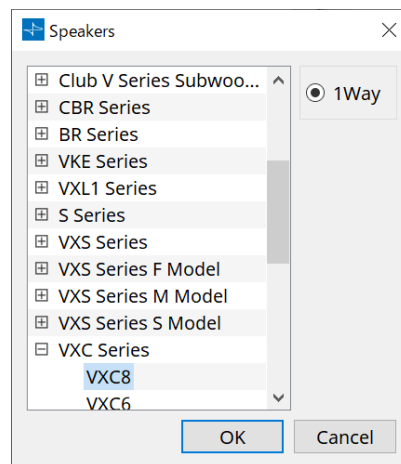 Speakers
Club V Series Subwoo...
CBR Series
BR Series
VKE Series
VXL1 Series
S Series
VXS Series
VXS Series F Model
VXS Series M Model
VXS Series S Model
VXC Series
VXC8
VXC6
1Way
OK
Cancel